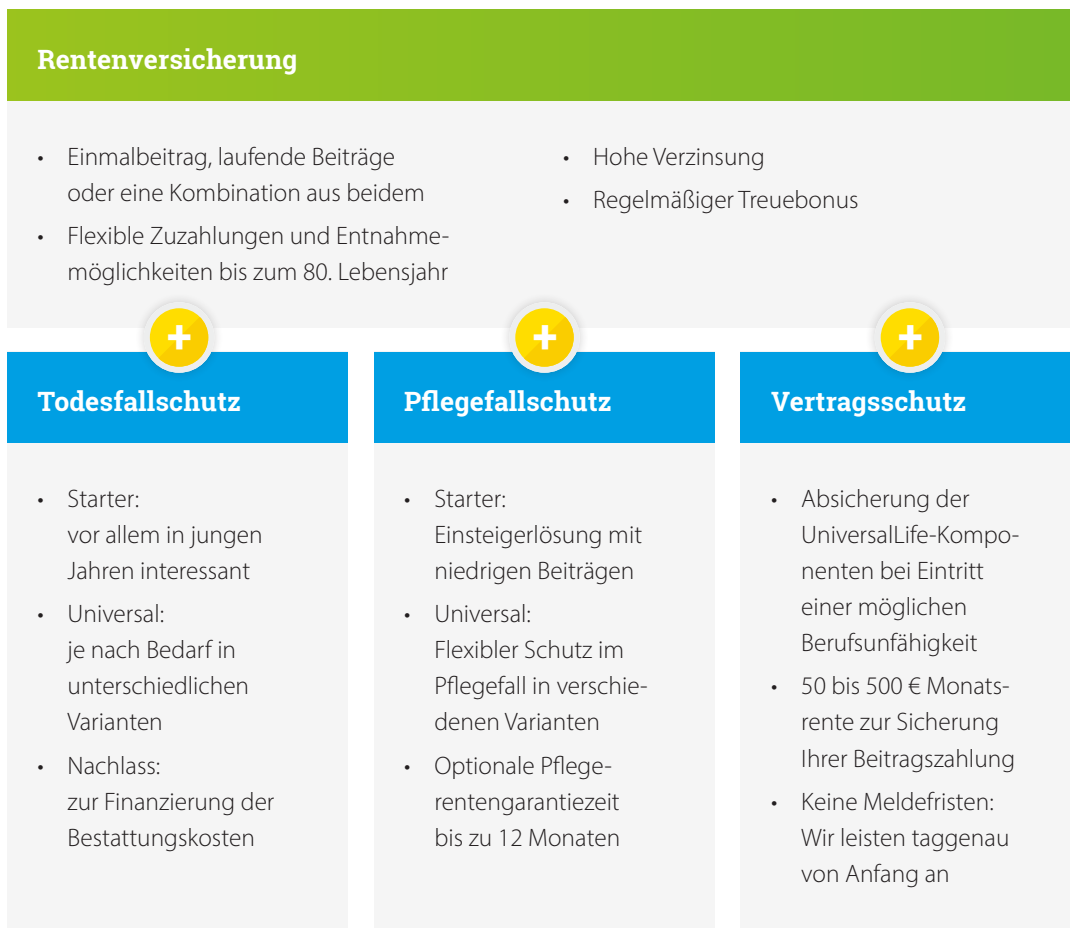 Rentenversicherung
• Einmalbeitrag, laufende Beiträge
oder eine Kombination aus beidem
• Flexible Zuzahlungen und Entnahme-
möglichkeiten bis zum 80. Lebensjahr
• Hohe Verzinsung
• Regelmäßiger Treuebonus
+
+
+
Todesfallschutz
• Starter:
vor allem in jungen
Jahren interessant
• Universal:
je nach Bedarf in
unterschiedlichen
Varianten
• Nachlass:
zur Finanzierung der
Bestattungskosten
Pflegefallschutz
• Starter:
Einsteigerlösung mit
niedrigen Beiträgen
• Universal:
Flexibler Schutz im
Pflegefall in verschie-
denen Varianten
• Optionale Pflege-
rentengarantiezeit
bis zu 12 Monaten
Vertragsschutz
• Absicherung der
UniversalLife-Kompo-
nenten bei Eintritt
einer möglichen
Berufsunfähigkeit
• 50 bis 500 € Monats-
rente zur Sicherung
Ihrer Beitragszahlung
• Keine Meldefristen:
Wir leisten taggenau
von Anfang an